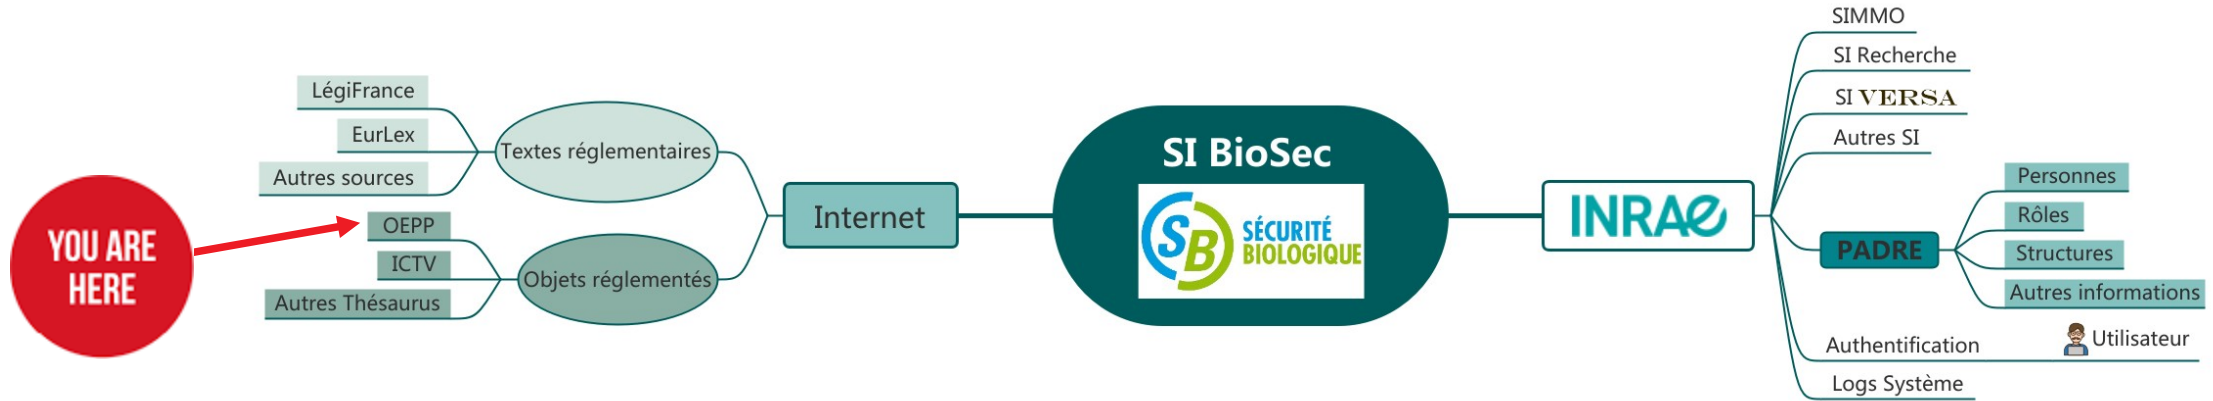 YOU ARE
HERE
LégiFrance
EurLex
Autres sources
OEPP
ICTV
Autres Thésaurus
Textes réglementaires
Objets réglementés
Internet
SI BioSec
SB
SÉCURITÉ
BIOLOGIQUE
INRAE
SIMMO
SI Recherche
SI VERSA
Autres SI
PADRE
Personnes
Rôles
Structures
Autres informations
Authentification
Utilisateur
Logs Système